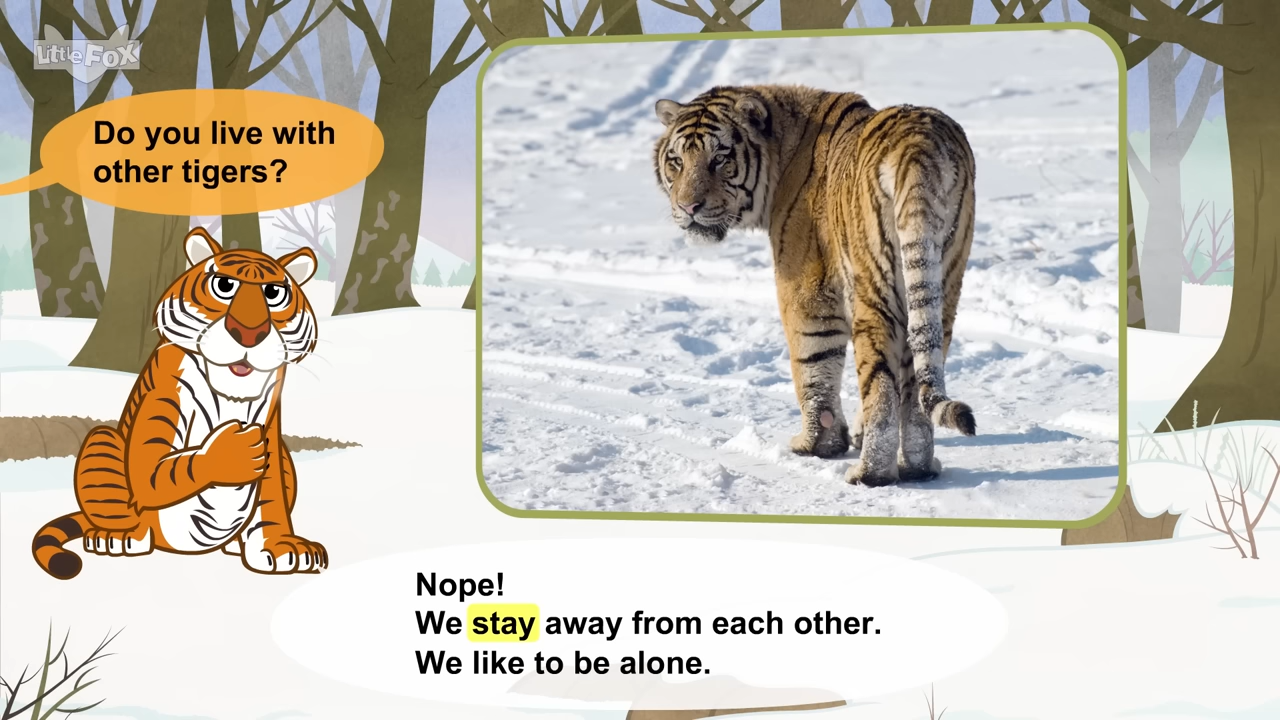 Little Fox
Do you live with
other tigers?
Nope!
We stay away from each other.
We like to be alone.